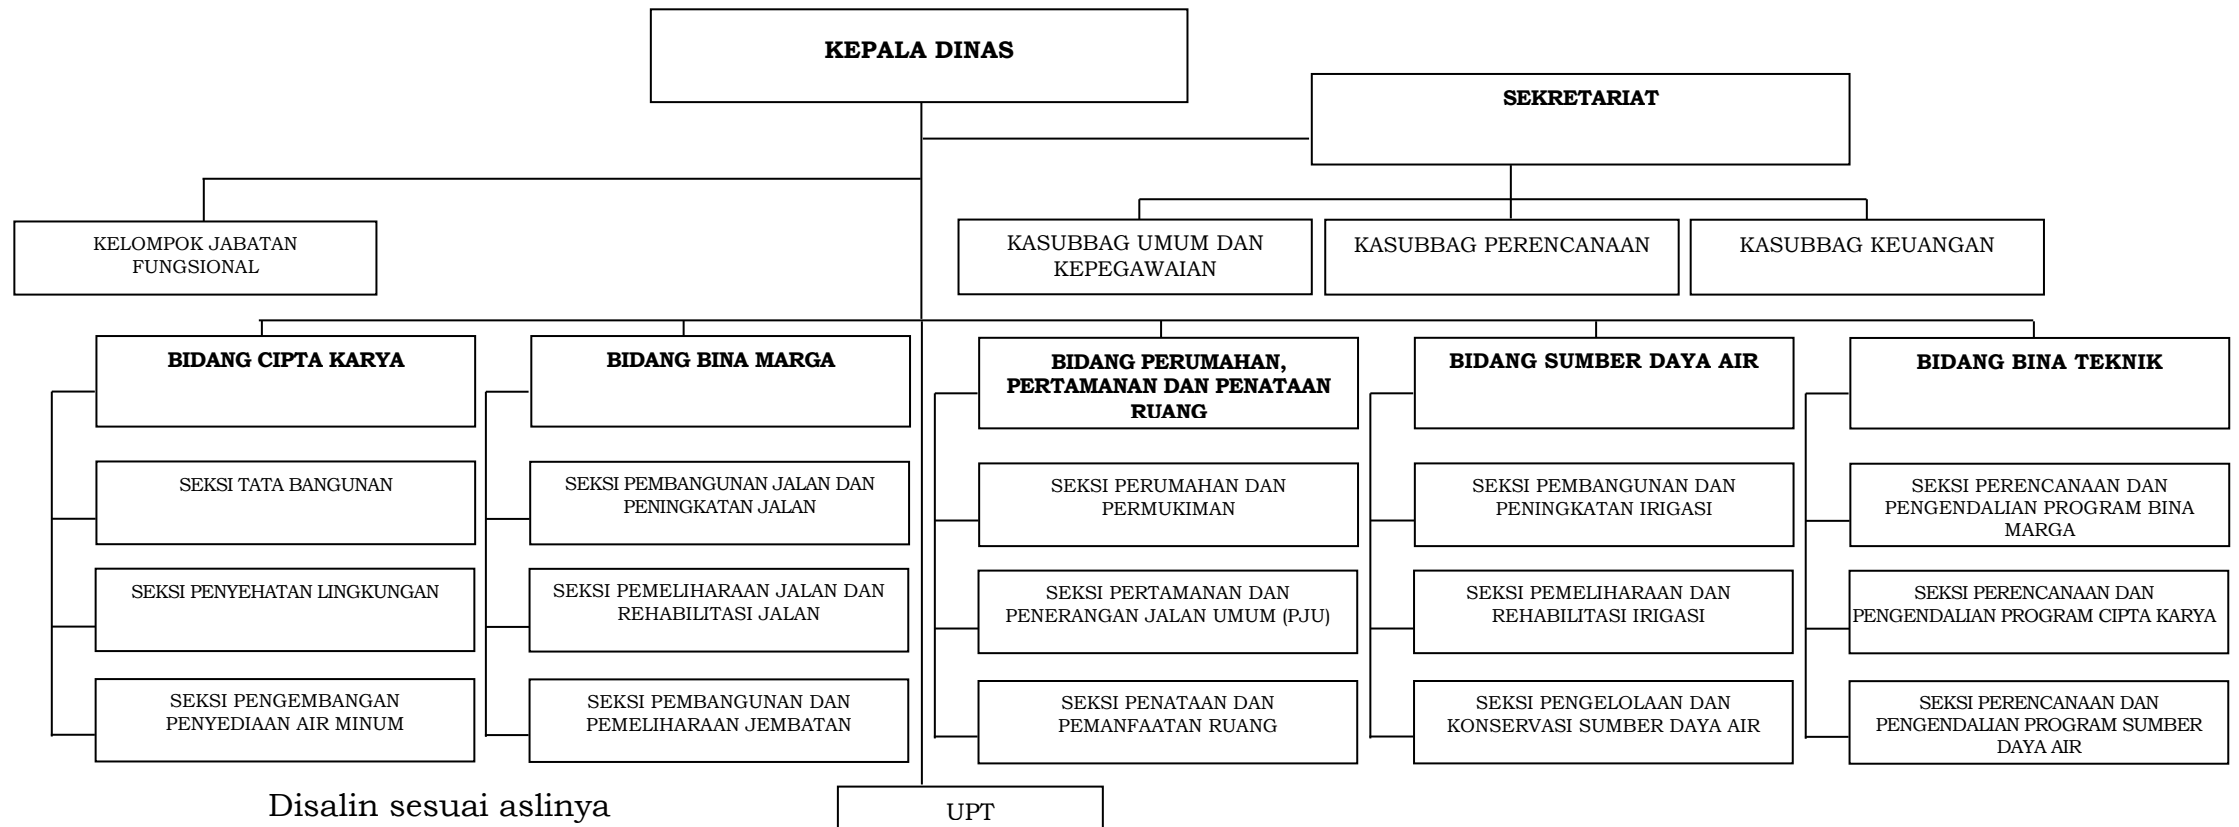 KEPALA DINAS
SEKRETARIAT
KELOMPOK JABATAN
FUNGSIONAL
KASUBBAG UMUM DAN
KEPEGAWAIAN
KASUBBAG PERENCANAAN
KASUBBAG KEUANGAN
BIDANG CIPTA KARYA
SEKSI TATA BANGUNAN
SEKSI PENYEHATAN LINGKUNGAN
SEKSI PENGEMBANGAN
PENYEDIAAN AIR MINUM
BIDANG BINA MARGA
SEKSI PEMBANGUNAN JALAN DAN
PENINGKATAN JALAN
SEKSI PEMELIHARAAN JALAN DAN
REHABILITASI JALAN
SEKSI PEMBANGUNAN DAN
PEMELIHARAAN JEMBATAN
BIDANG PERUMAHAN,
PERTAMANAN DAN PENATAAN
RUANG
SEKSI PERUMAHAN DAN
PERMUKIMAN
SEKSI PERTAMANAN DAN
PENERANGAN JALAN UMUM (PJU)
SEKSI PENATAAN DAN
PEMANFAATAN RUANG
BIDANG SUMBER DAYA AIR
SEKSI PEMBANGUNAN DAN
PENINGKATAN IRIGASI
SEKSI PEMELIHARAAN DAN
REHABILITASI IRIGASI
SEKSI PENGELOLAAN DAN
KONSERVASI SUMBER DAYA AIR
BIDANG BINA TEKNIK
SEKSI PERENCANAAN DAN
PENGENDALIAN PROGRAM BINA
MARGA
SEKSI PERENCANAAN DAN
PENGENDALIAN PROGRAM CIPTA KARYA
SEKSI PERENCANAAN DAN
PENGENDALIAN PROGRAM SUMBER
DAYA AIR
Disalin sesuai aslinya
UPT